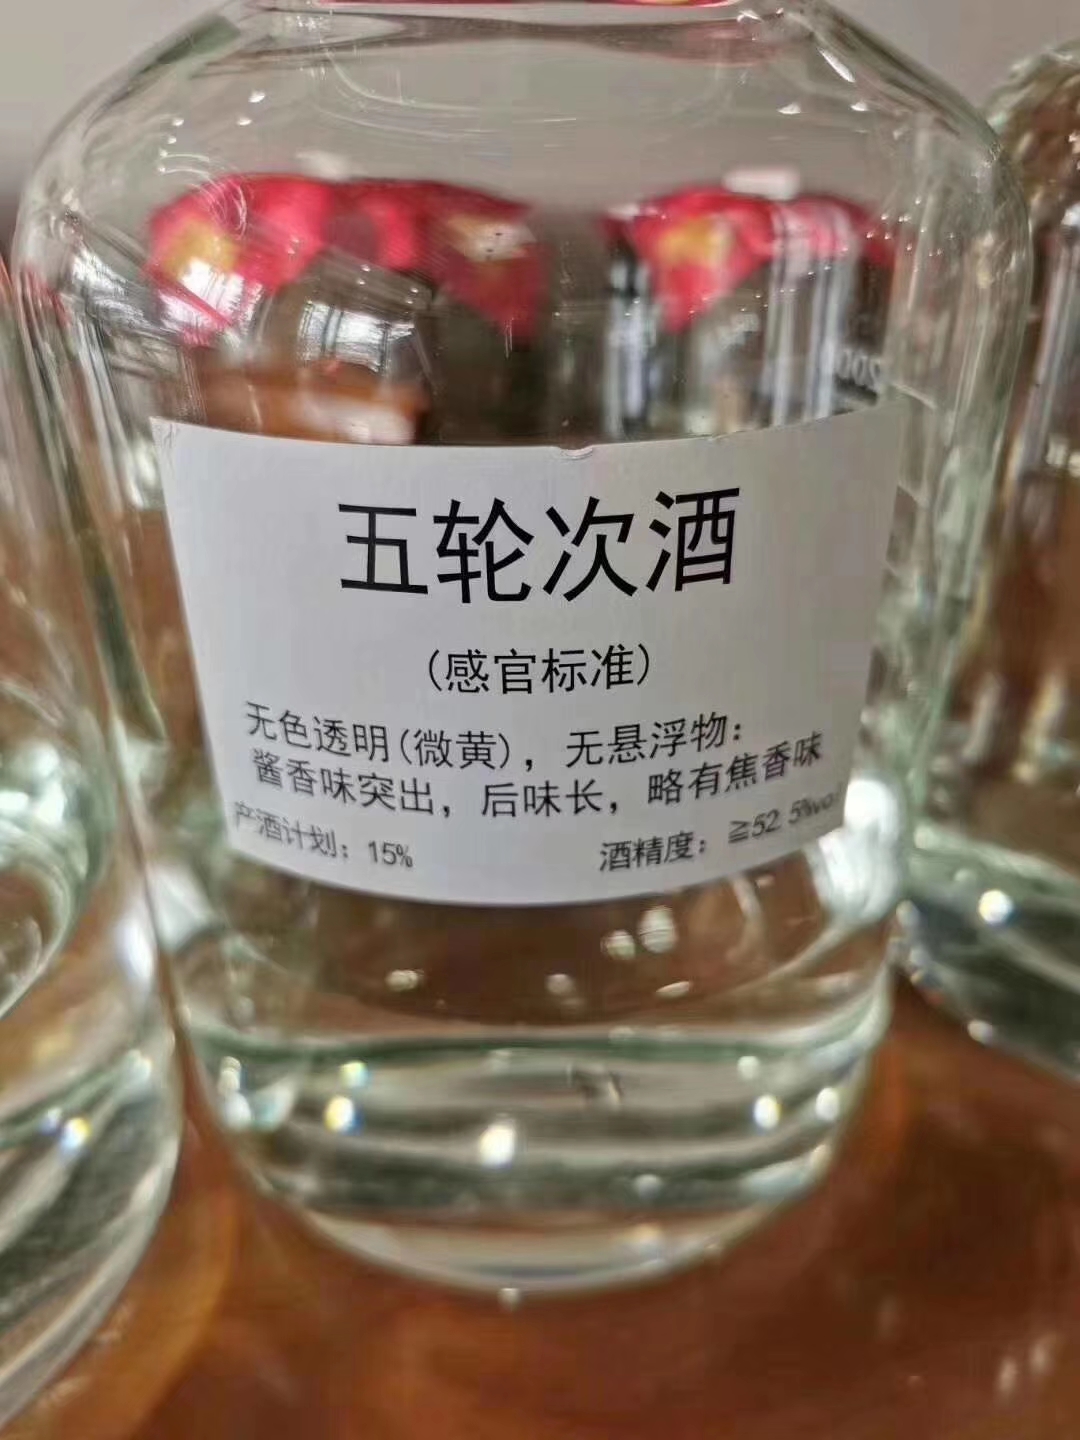 五轮次酒
(感官标准)
无色透明(微黄)，无悬浮物：
酱香味突出，后味长，略有焦香味
产酒计划：15%
酒精度：≧52.5%vol